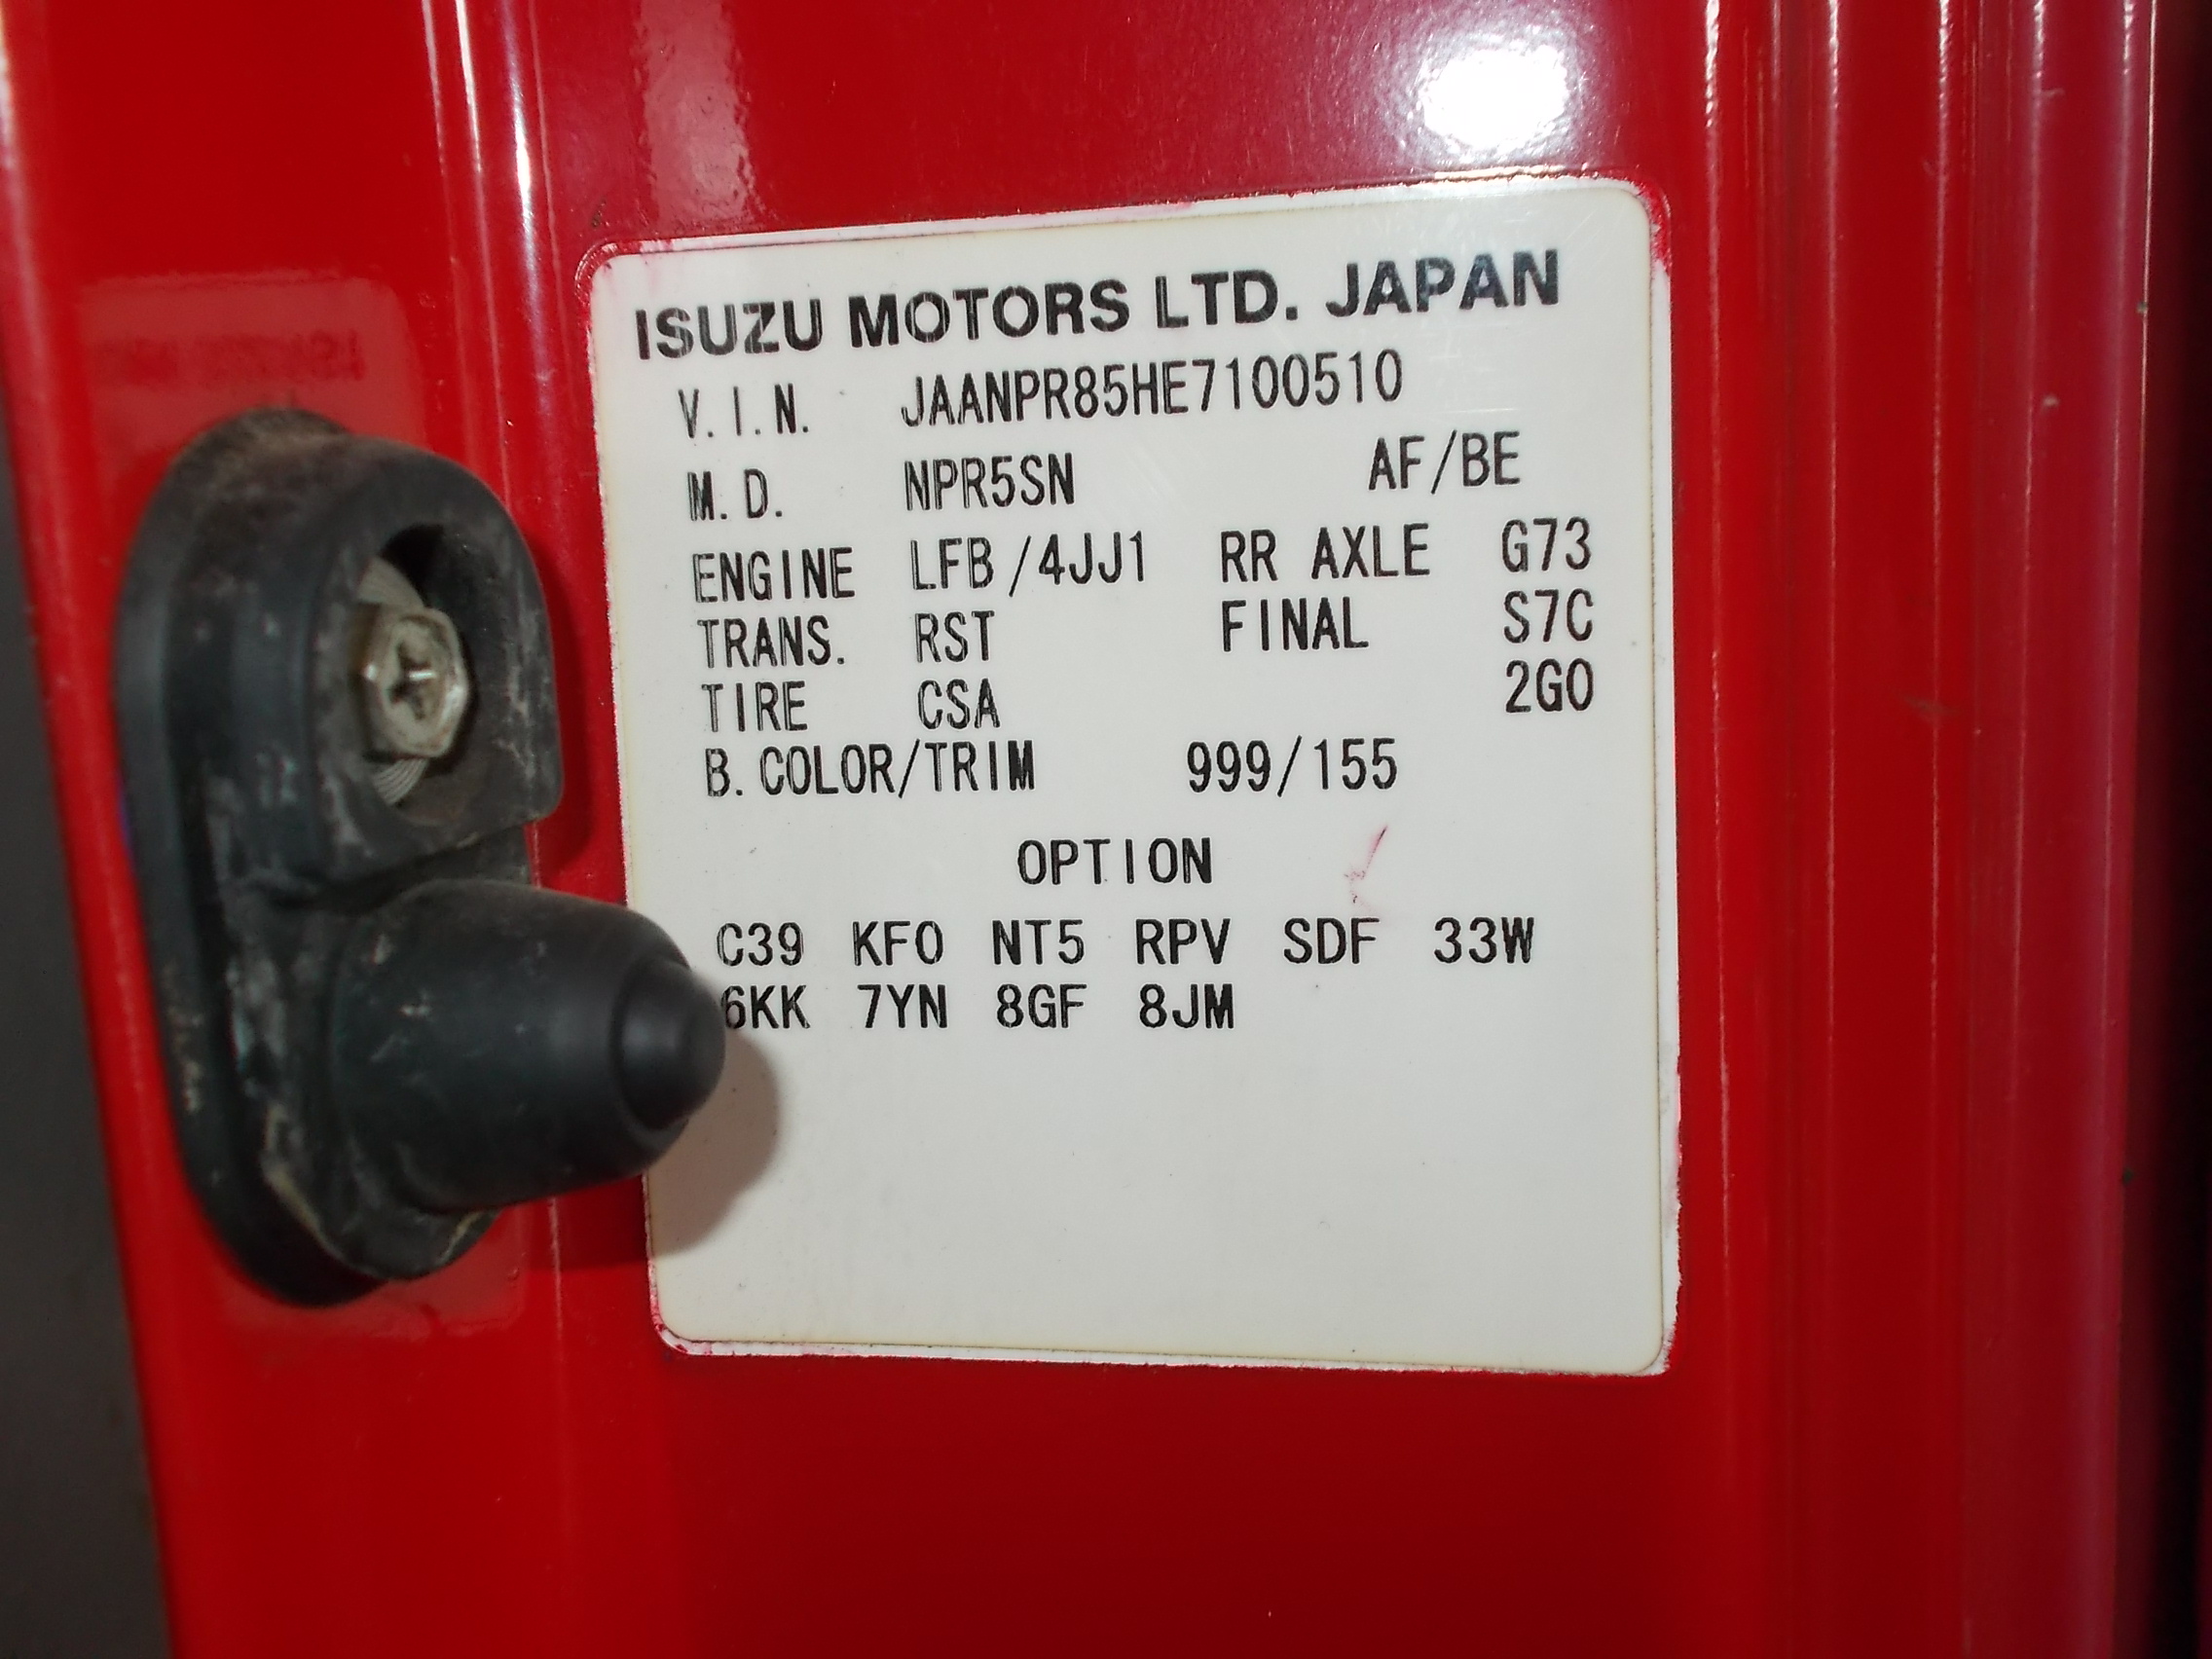 ISUZU MOTORS LTD. JAPAN
V.I.N. JAANPR85HE7100510
M.D. NPR5SN AF/BE
ENGINE LFB/4JJ1 RR AXLE G73
TRANS. RST FINAL S7C
TIRE CSA 2G0
B.COLOR/TRIM 999/155
OPTION
C39 KF0 NT5 RPV SDF 33W
6KK 7YN 8GF 8JM